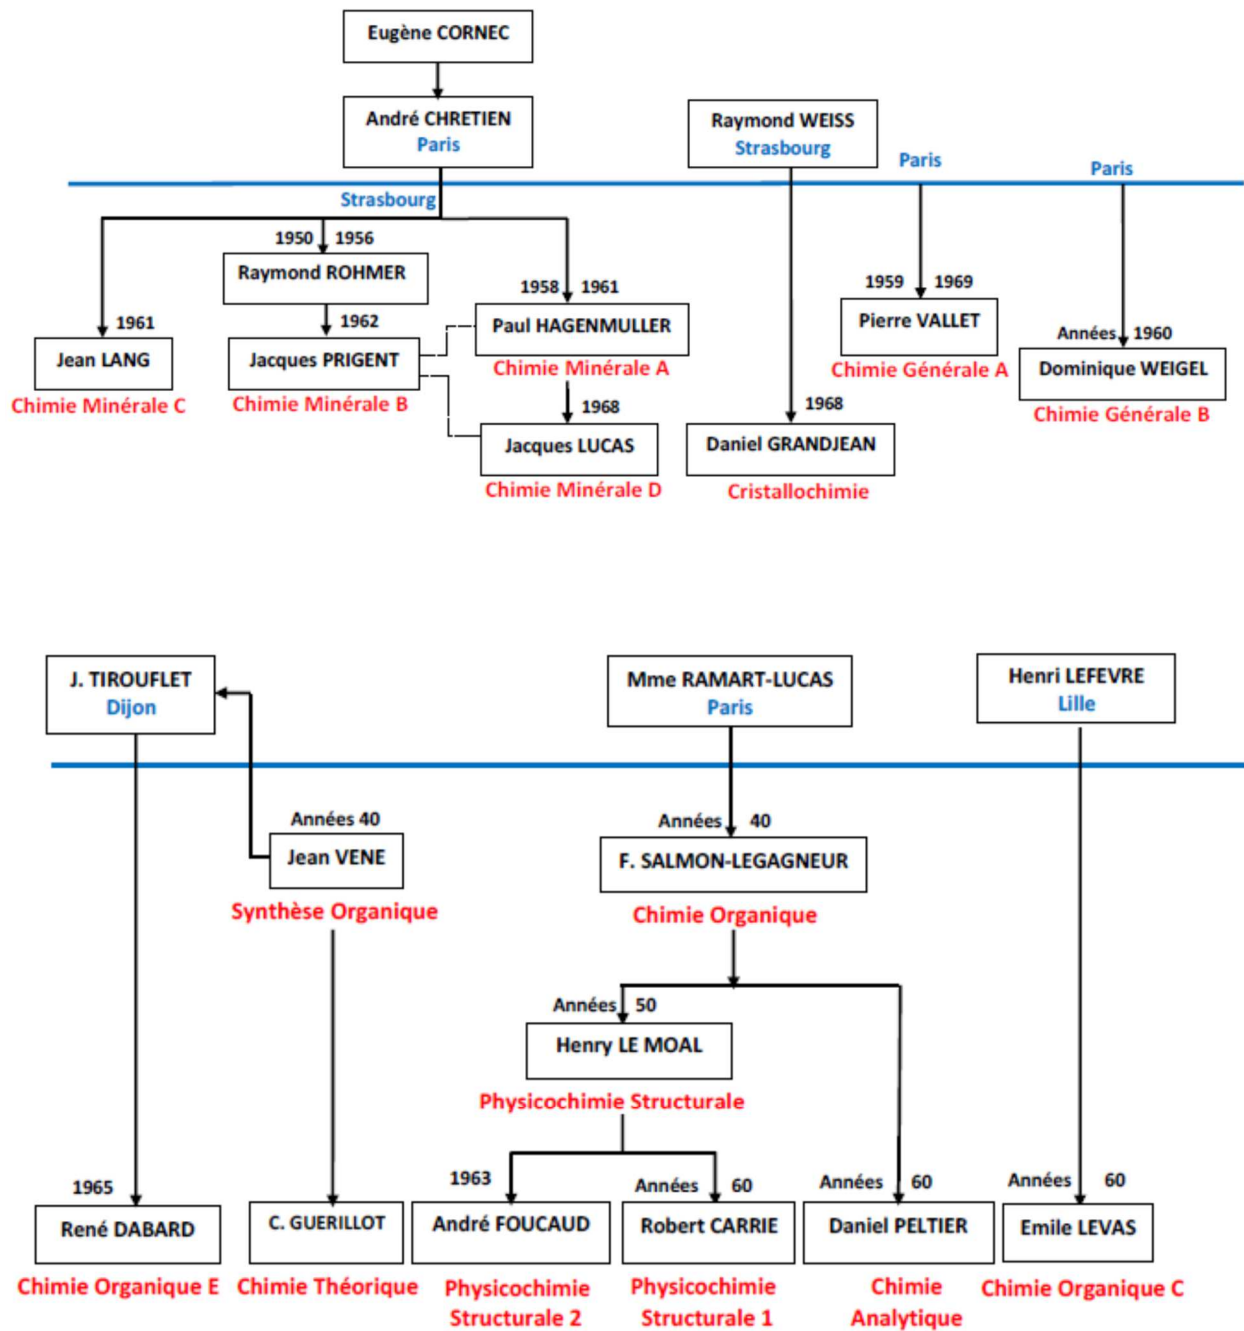 Eugène CORNEC
André CHRETIEN
Paris
Raymond WEISS
Strasbourg
Paris
Paris
Strasbourg
1950 1956
Raymond ROHMER
1958 1961
Paul HAGENMULLER
Chimie Minérale A
1959 1969
Pierre VALLET
Chimie Générale A
1961
Jean LANG
Chimie Minérale C
1962
Jacques PRIGENT
Chimie Minérale B
Années 1960
Dominique WEIGEL
Chimie Générale B
1968
Jacques LUCAS
Chimie Minérale D
1968
Daniel GRANDJEAN
Cristallochimie
J. TIROUFLET
Dijon
Mme RAMART-LUCAS
Paris
Henri LEFEVRE
Lille
Années 40
Jean VENE
Synthèse Organique
Années 40
F. SALMON-LEGAGNEUR
Chimie Organique
Années 50
Henry LE MOAL
Physicochimie Structurale
1965
René DABARD
Chimie Organique E
C. GUERILLOT
Chimie Théorique
1963
André FOUCAUD
Physicochimie
Structurale 2
Années 60
Robert CARRIE
Physicochimie
Structurale 1
Années 60
Daniel PELTIER
Chimie
Analytique
Années 60
Emile LEVAS
Chimie Organique C